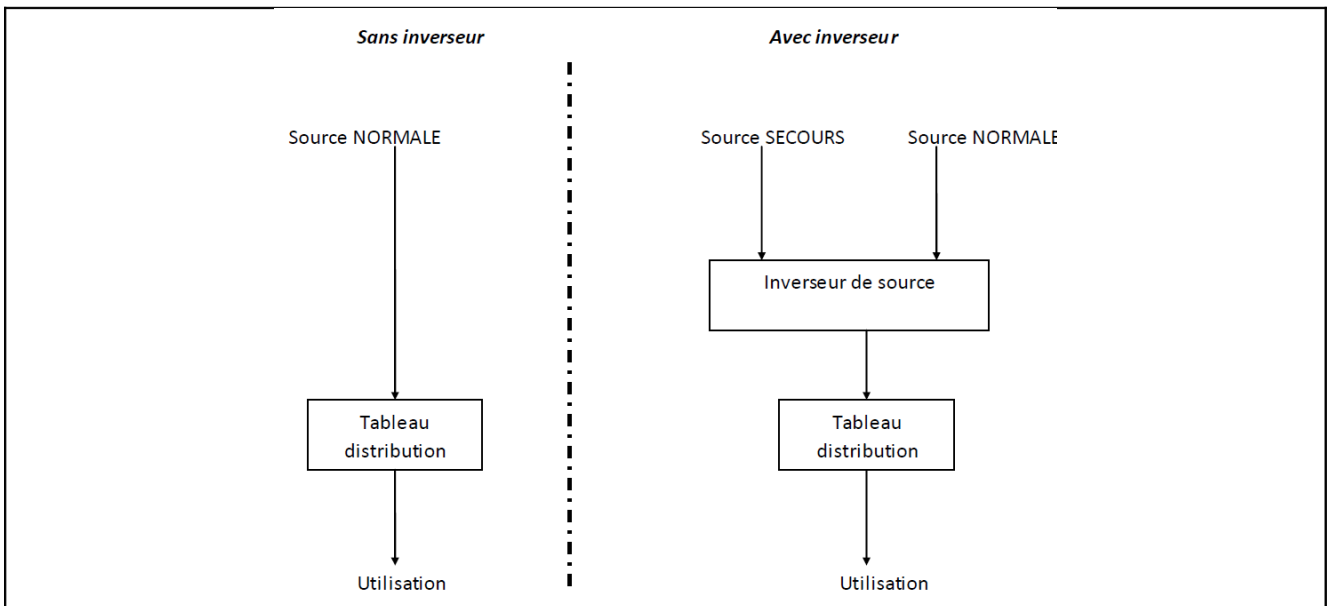 Sans inverseur
Avec inverseur
Source NORMALE
Source SECOURS
Source NORMALE
Inverseur de source
Tableau
distribution
Tableau
distribution
Utilisation
Utilisation